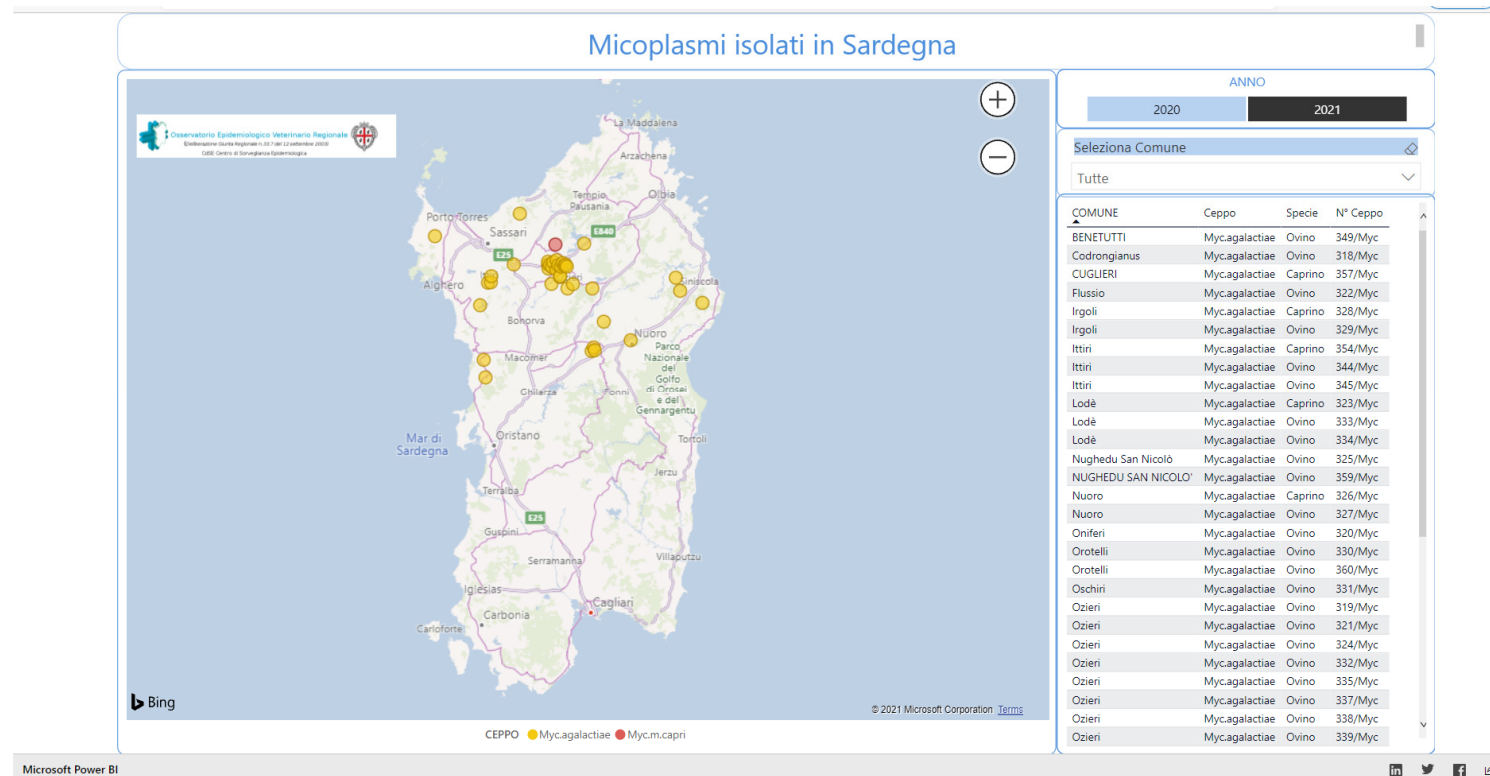 Micoplasmi isolati in Sardegna
Osservatorio Epidemiologico Veterinario Regionale
CdSE Centro di Sorveglianza Epidemiologica
La Maddalena
Arzachena
Tempio Pausania
Olbia
Porto Torres
Sassari
E840
E25
Alghero
Siniscola
Bonorva
Nuoro
Macomer
Parco
Nazionale
del
Golfo
di Orosei
e del
Gennargentu
Ghilarza
Fonni
Mar di
Sardegna
Oristano
Tortolì
Jerzu
Terralba
E25
Guspini
Serramanna
Villaputzu
Iglesias
Cagliari
Carbonia
Carloforte
Bing
© 2021 Microsoft Corporation Terms
CEPPO Myc.agalactiae Myc.m.capri
ANNO
2020 2021
Seleziona Comune
Tutte
COMUNE Ceppo Specie N° Ceppo
BENETUTTI Myc.agalactiae Ovino 349/Myc
Codrongianus Myc.agalactiae Ovino 318/Myc
CUGLIERI Myc.agalactiae Caprino 357/Myc
Flussio Myc.agalactiae Ovino 322/Myc
Irgoli Myc.agalactiae Caprino 328/Myc
Irgoli Myc.agalactiae Ovino 329/Myc
Ittiri Myc.agalactiae Caprino 354/Myc
Ittiri Myc.agalactiae Ovino 344/Myc
Ittiri Myc.agalactiae Ovino 345/Myc
Lodè Myc.agalactiae Caprino 323/Myc
Lodè Myc.agalactiae Ovino 333/Myc
Lodè Myc.agalactiae Ovino 334/Myc
Nughedu San Nicolò Myc.agalactiae Ovino 325/Myc
NUGHEDU SAN NICOLO' Myc.agalactiae Ovino 359/Myc
Nuoro Myc.agalactiae Caprino 326/Myc
Nuoro Myc.agalactiae Ovino 327/Myc
Oniferi Myc.agalactiae Ovino 320/Myc
Orotelli Myc.agalactiae Ovino 330/Myc
Orotelli Myc.agalactiae Ovino 360/Myc
Oschiri Myc.agalactiae Ovino 331/Myc
Ozieri Myc.agalactiae Ovino 319/Myc
Ozieri Myc.agalactiae Ovino 321/Myc
Ozieri Myc.agalactiae Ovino 324/Myc
Ozieri Myc.agalactiae Ovino 332/Myc
Ozieri Myc.agalactiae Ovino 335/Myc
Ozieri Myc.agalactiae Ovino 337/Myc
Ozieri Myc.agalactiae Ovino 338/Myc
Ozieri Myc.agalactiae Ovino 339/Myc
Microsoft Power BI